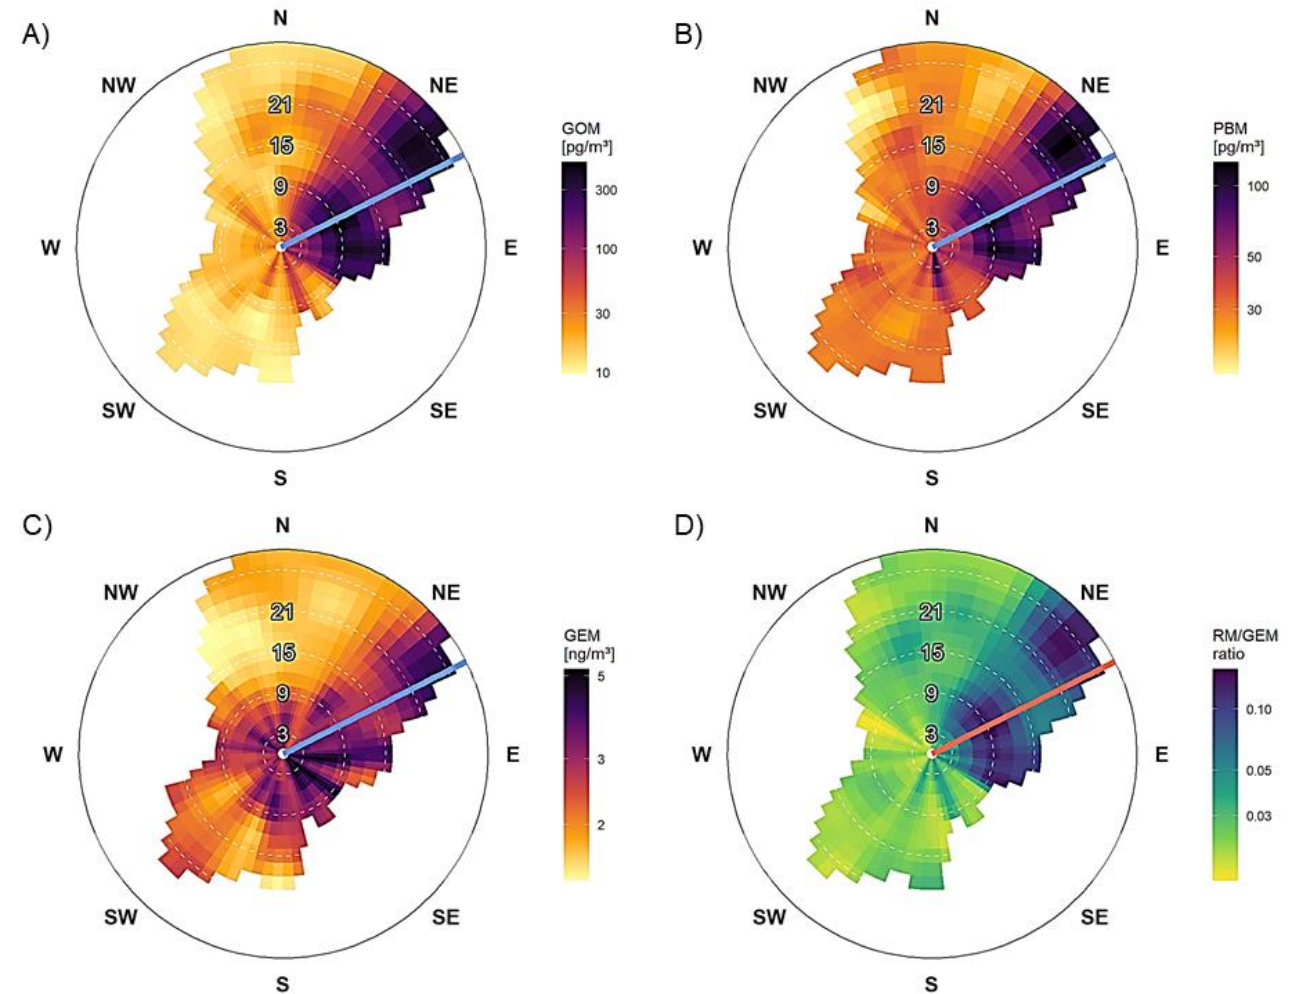 A)
N
NW
NE
W
E
SW
SE
S
21
15
9
3
GOM
[pg/m³]
300
100
30
10
B)
N
NW
NE
W
E
SW
SE
S
21
15
9
3
PBM
[pg/m³]
100
50
30
C)
N
NW
NE
W
E
SW
SE
S
21
15
9
3
GEM
[ng/m³]
5
3
2
D)
N
NW
NE
W
E
SW
SE
S
21
15
9
3
RM/GEM
ratio
0.10
0.05
0.03